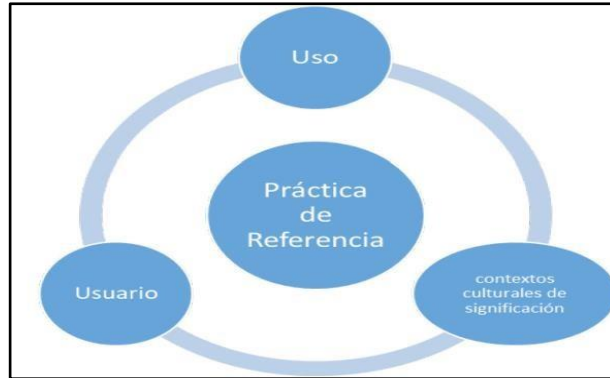 Uso
Práctica
de
Referencia
Usuario
contextos
culturales de
significación